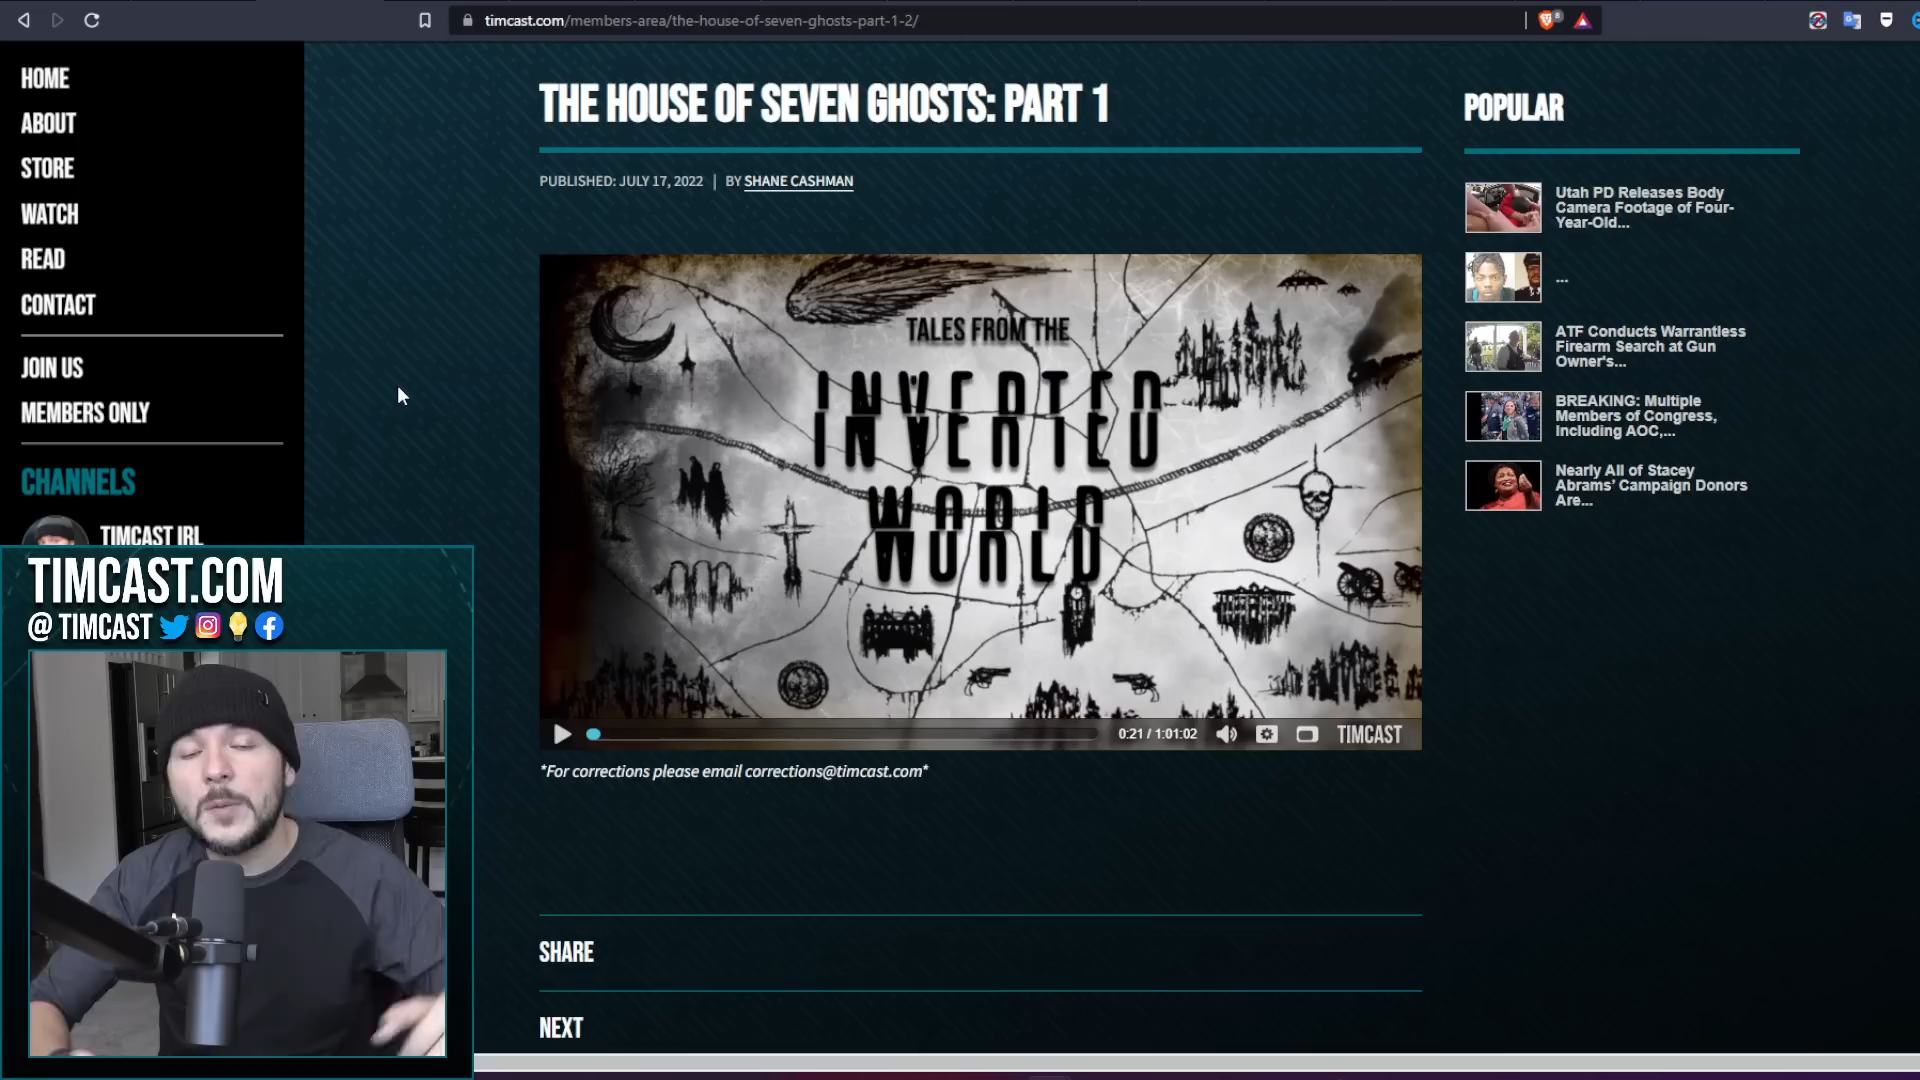 timcast.com/members-area/the-house-of-seven-ghosts-part-1-2/
8
HOME
ABOUT
STORE
WATCH
READ
CONTACT
JOIN US
MEMBERS ONLY
CHANNELS
TIMCAST IRL
THE HOUSE OF SEVEN GHOSTS: PART 1
PUBLISHED: JULY 17, 2022 | BY SHANE CASHMAN
TALES FROM THE
INVERTED
WORLD
0:21 / 1:01:02
TIMCAST
*For corrections please email corrections@timcast.com*
SHARE
NEXT
POPULAR
Utah PD Releases Body
Camera Footage of Four-
Year-Old...
...
ATF Conducts Warrantless
Firearm Search at Gun
Owner's...
BREAKING: Multiple
Members of Congress,
Including AOC,...
Nearly All of Stacey
Abrams’ Campaign Donors
Are...
TIMCAST.COM
@ TIMCAST